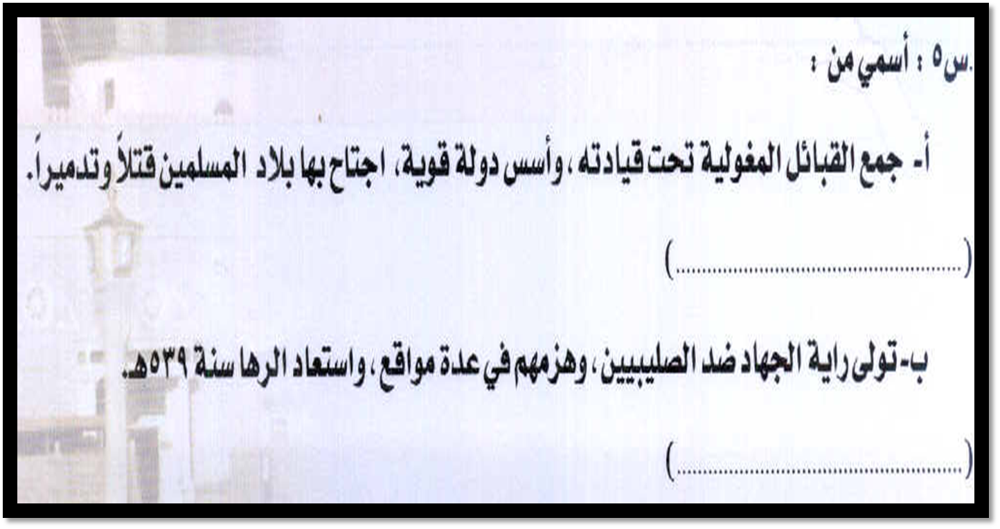 س٥ : أسمي من :
أ- جمع القبائل المغولية تحت قيادته ، وأسس دولة قوية، اجتاح بها بلاد المسلمين قتلاً وتدميراً.
(..............................................)
ب- تولى راية الجهاد ضد الصليبيين ، وهزمهم في عدة مواقع ، واستعاد الرها سنة ٥٣٩هـ.
(..............................................)